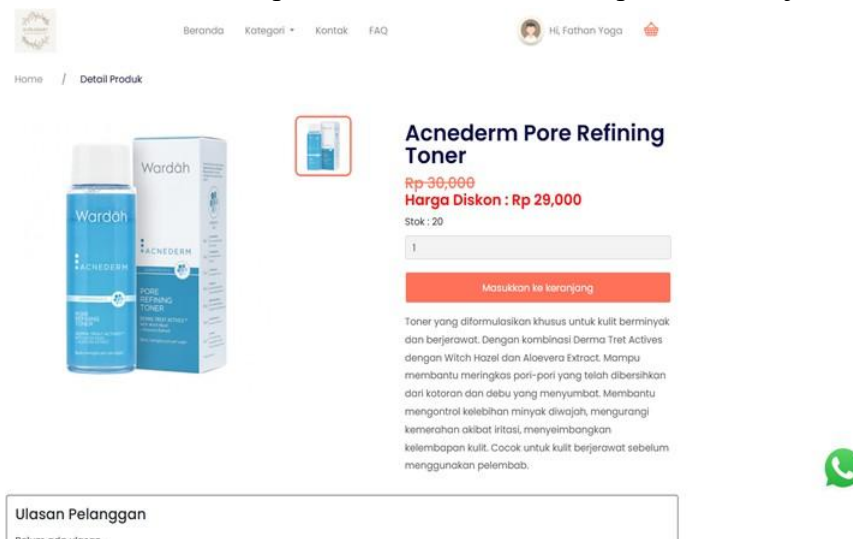 Beranda Kategori Kontak FAQ Hi, Fathan Yoga
Home / Detail Produk
Wardah
Wardah
ACNEDERM
ACNEDERM
PORE
REFINING
TONER
PORE
REFINING
TONER
Acnederm Pore Refining
Toner
Rp 30,000
Harga Diskon : Rp 29,000
Stok : 20
1
Masukkan ke keranjang
Toner yang diformulasikan khusus untuk kulit berminyak
dan berjerawat. Dengan kombinasi Derma Tret Actives
dengan Witch Hazel dan Aloevera Extract. Mampu
membantu meringkas pori-pori yang telah dibersihkan
dari kotoran dan debu yang menyumbat. Membantu
mengontrol kelebihan minyak diwajah, mengurangi
kemerahan akibat iritasi, menyeimbangkan
kelembapan kulit. Cocok untuk kulit berjerawat sebelum
menggunakan pelembab.
Ulasan Pelanggan